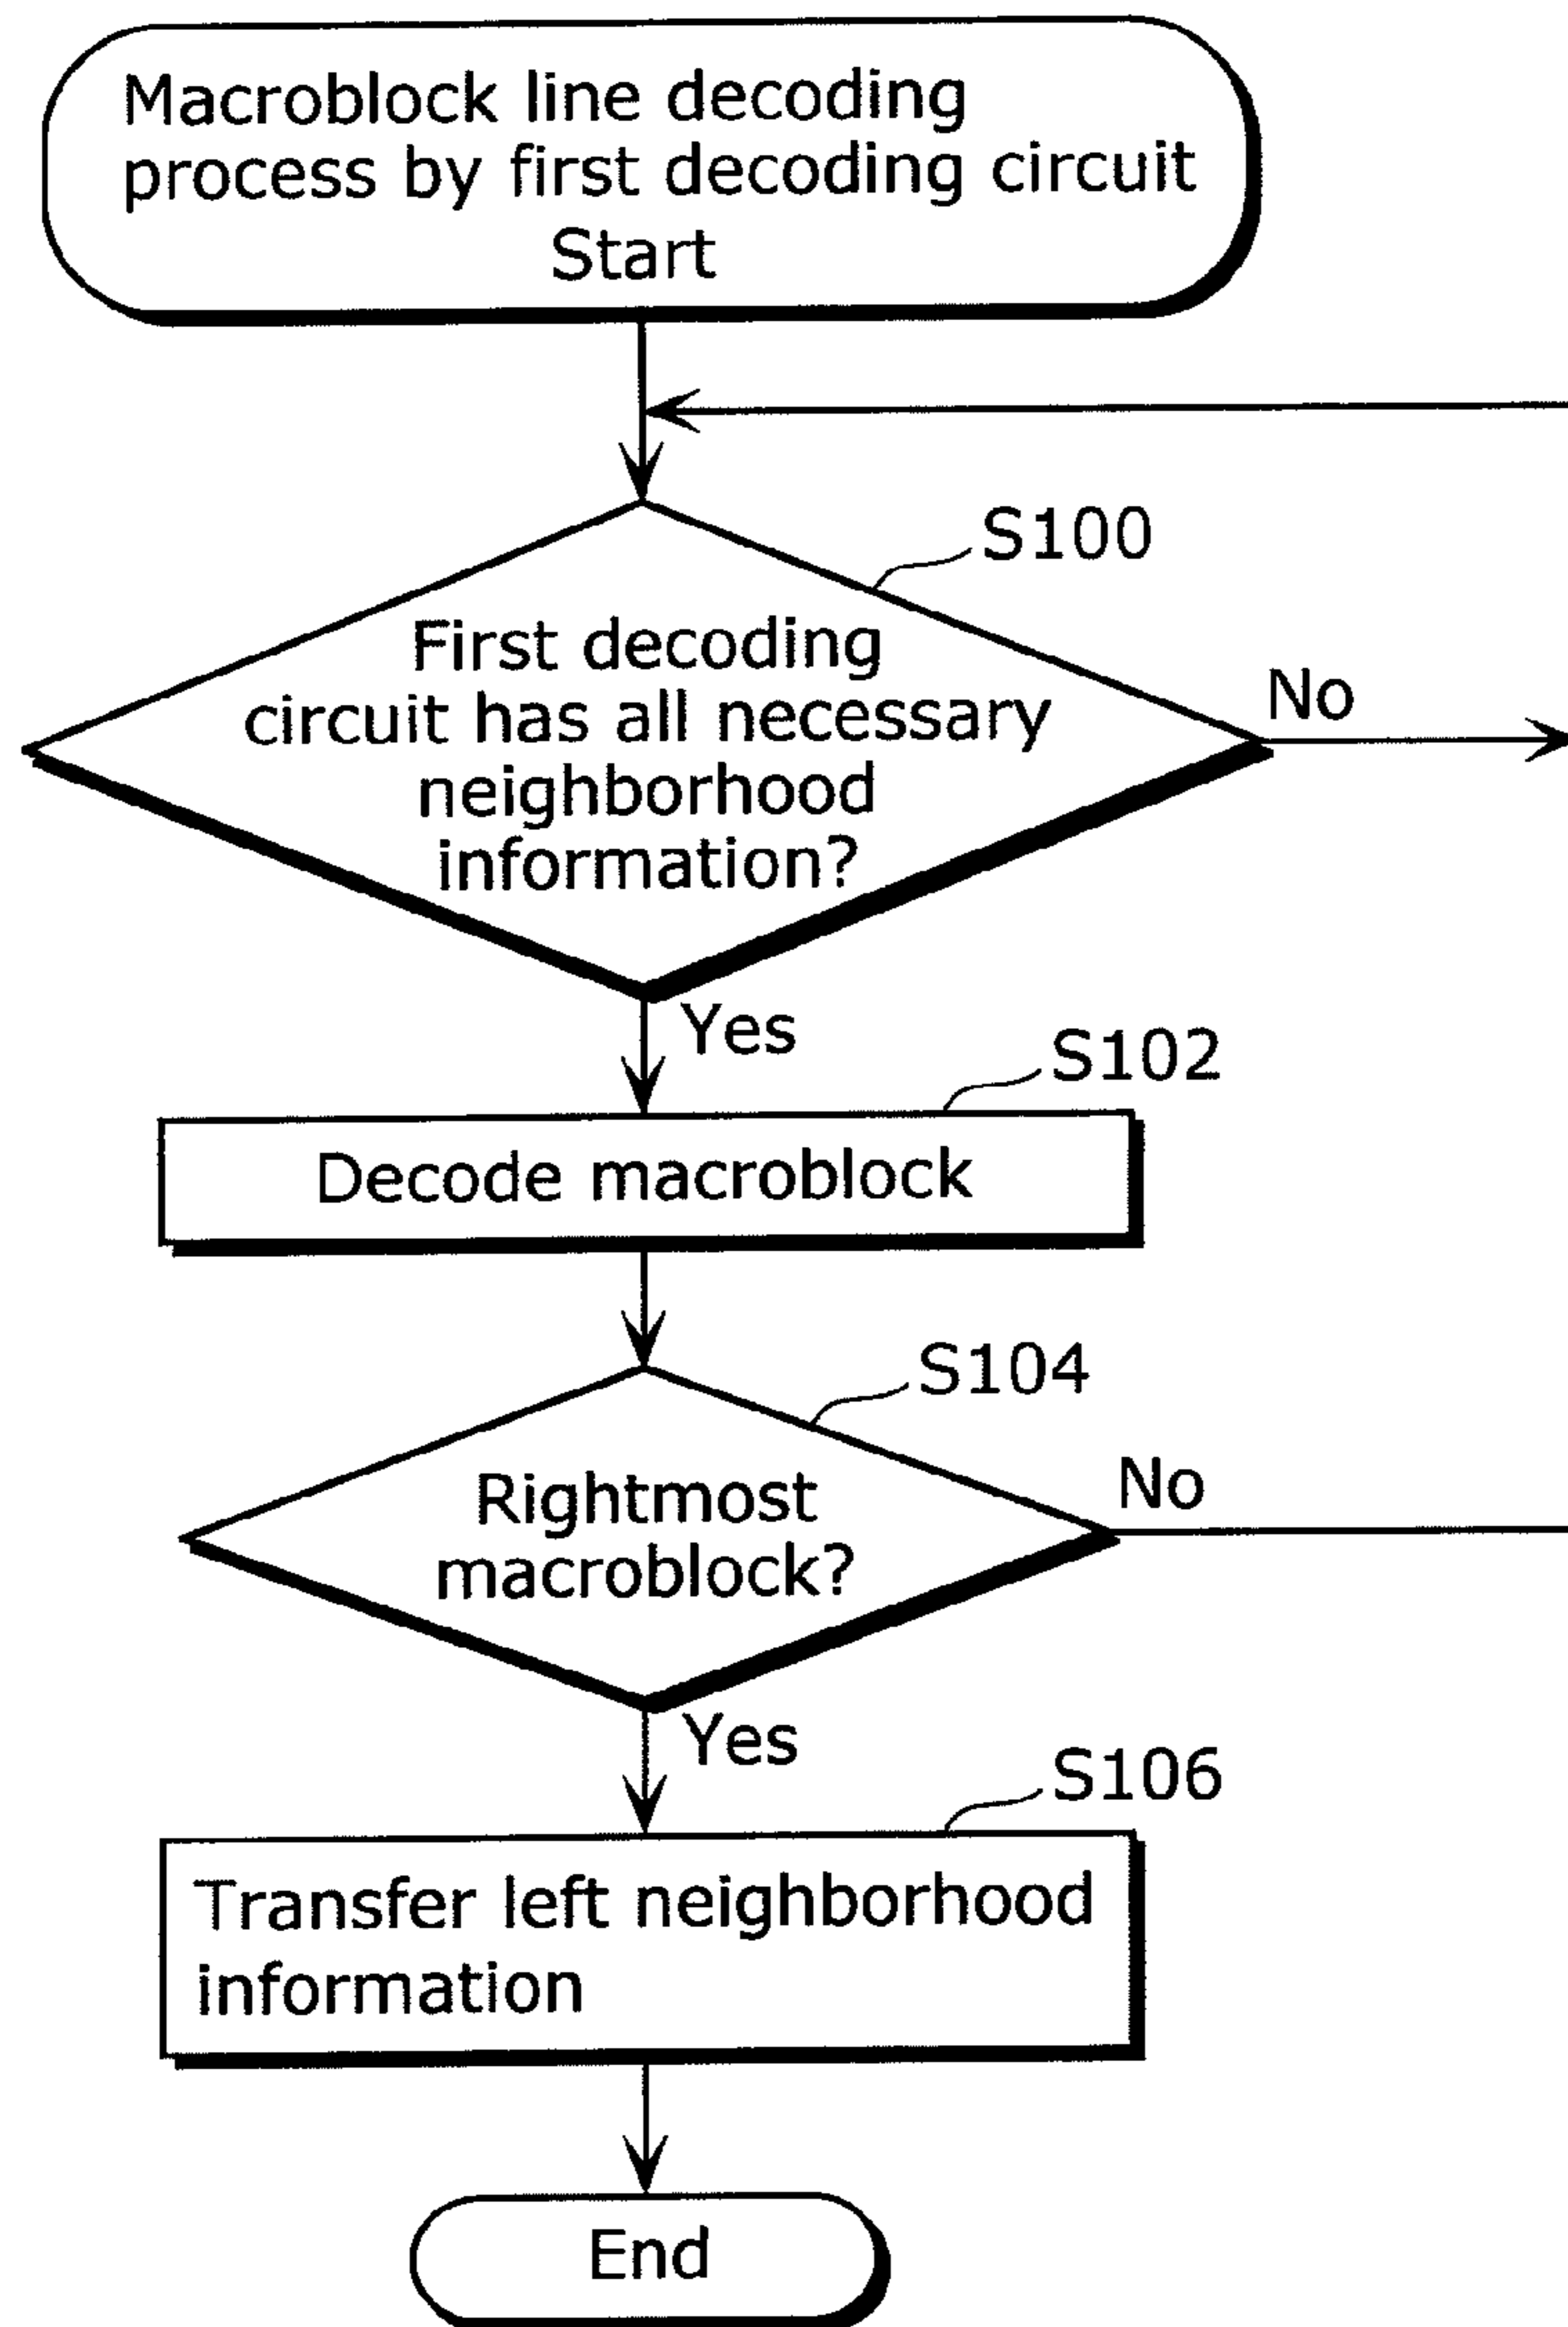 Macroblock line decoding
process by first decoding circuit
Start
S100
First decoding
circuit has all necessary
neighborhood
information?
No
Yes
S102
Decode macroblock
S104
Rightmost
macroblock?
No
Yes
S106
Transfer left neighborhood
information
End